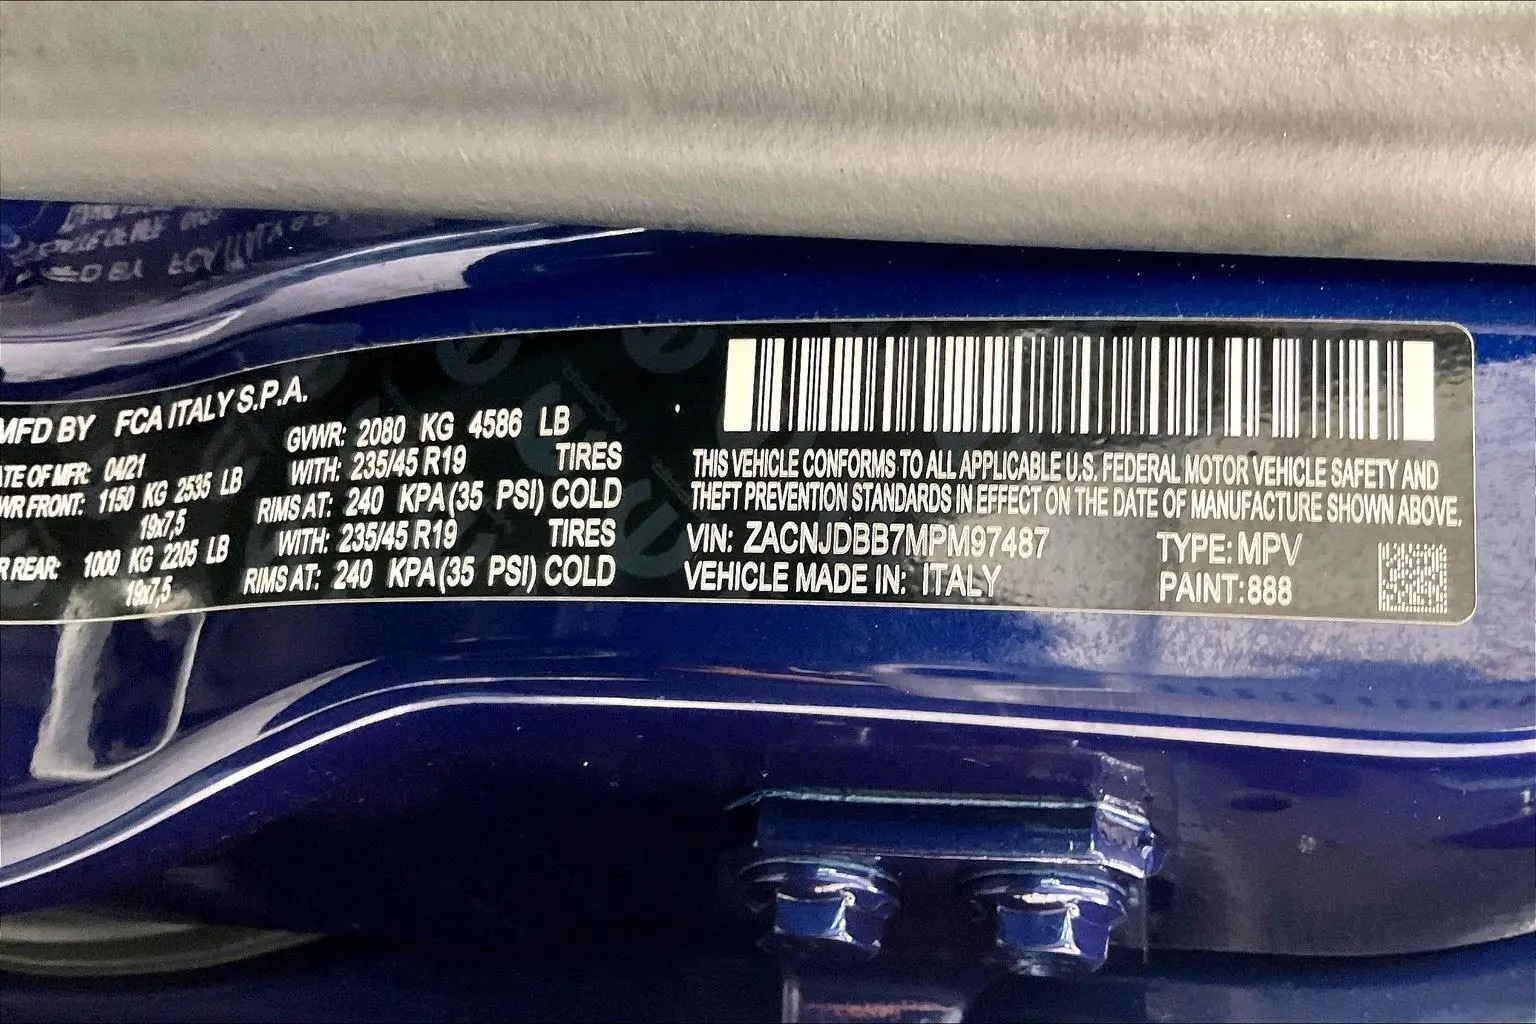 MFD BY FCA ITALY S.P.A.
ATE OF MFR: 04/21
GVWR: 2080 KG 4586 LB
WR FRONT: 1150 KG 2535 LB
WITH: 235/45 R19 TIRES
19x7,5
RIMS AT: 240 KPA (35 PSI) COLD
R REAR: 1000 KG 2205 LB
WITH: 235/45 R19 TIRES
19x7,5
RIMS AT: 240 KPA (35 PSI) COLD
THIS VEHICLE CONFORMS TO ALL APPLICABLE U.S. FEDERAL MOTOR VEHICLE SAFETY AND
THEFT PREVENTION STANDARDS IN EFFECT ON THE DATE OF MANUFACTURE SHOWN ABOVE.
VIN: ZACNJDBB7MPM97487 TYPE: MPV
VEHICLE MADE IN: ITALY PAINT: 888